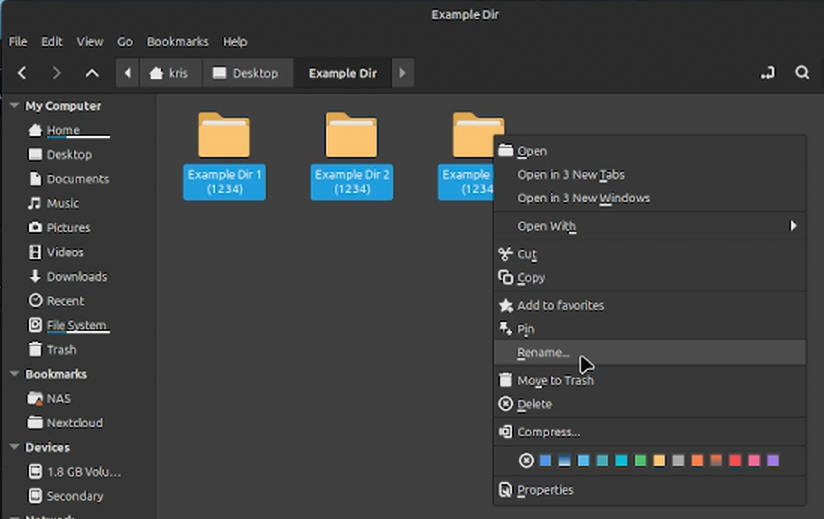 Example Dir
File Edit View Go Bookmarks Help
kris Desktop Example Dir
My Computer
Home
Desktop
Documents
Music
Pictures
Videos
Downloads
Recent
File System
Trash
Bookmarks
NAS
Nextcloud
Devices
1.8 GB Volu...
Secondary
Network
Example Dir 1
(1234)
Example Dir 2
(1234)
Example
(1234
Open
Open in 3 New Tabs
Open in 3 New Windows
Open With
Cut
Copy
Add to favorites
Pin
Rename...
Move to Trash
Delete
Compress...
Properties